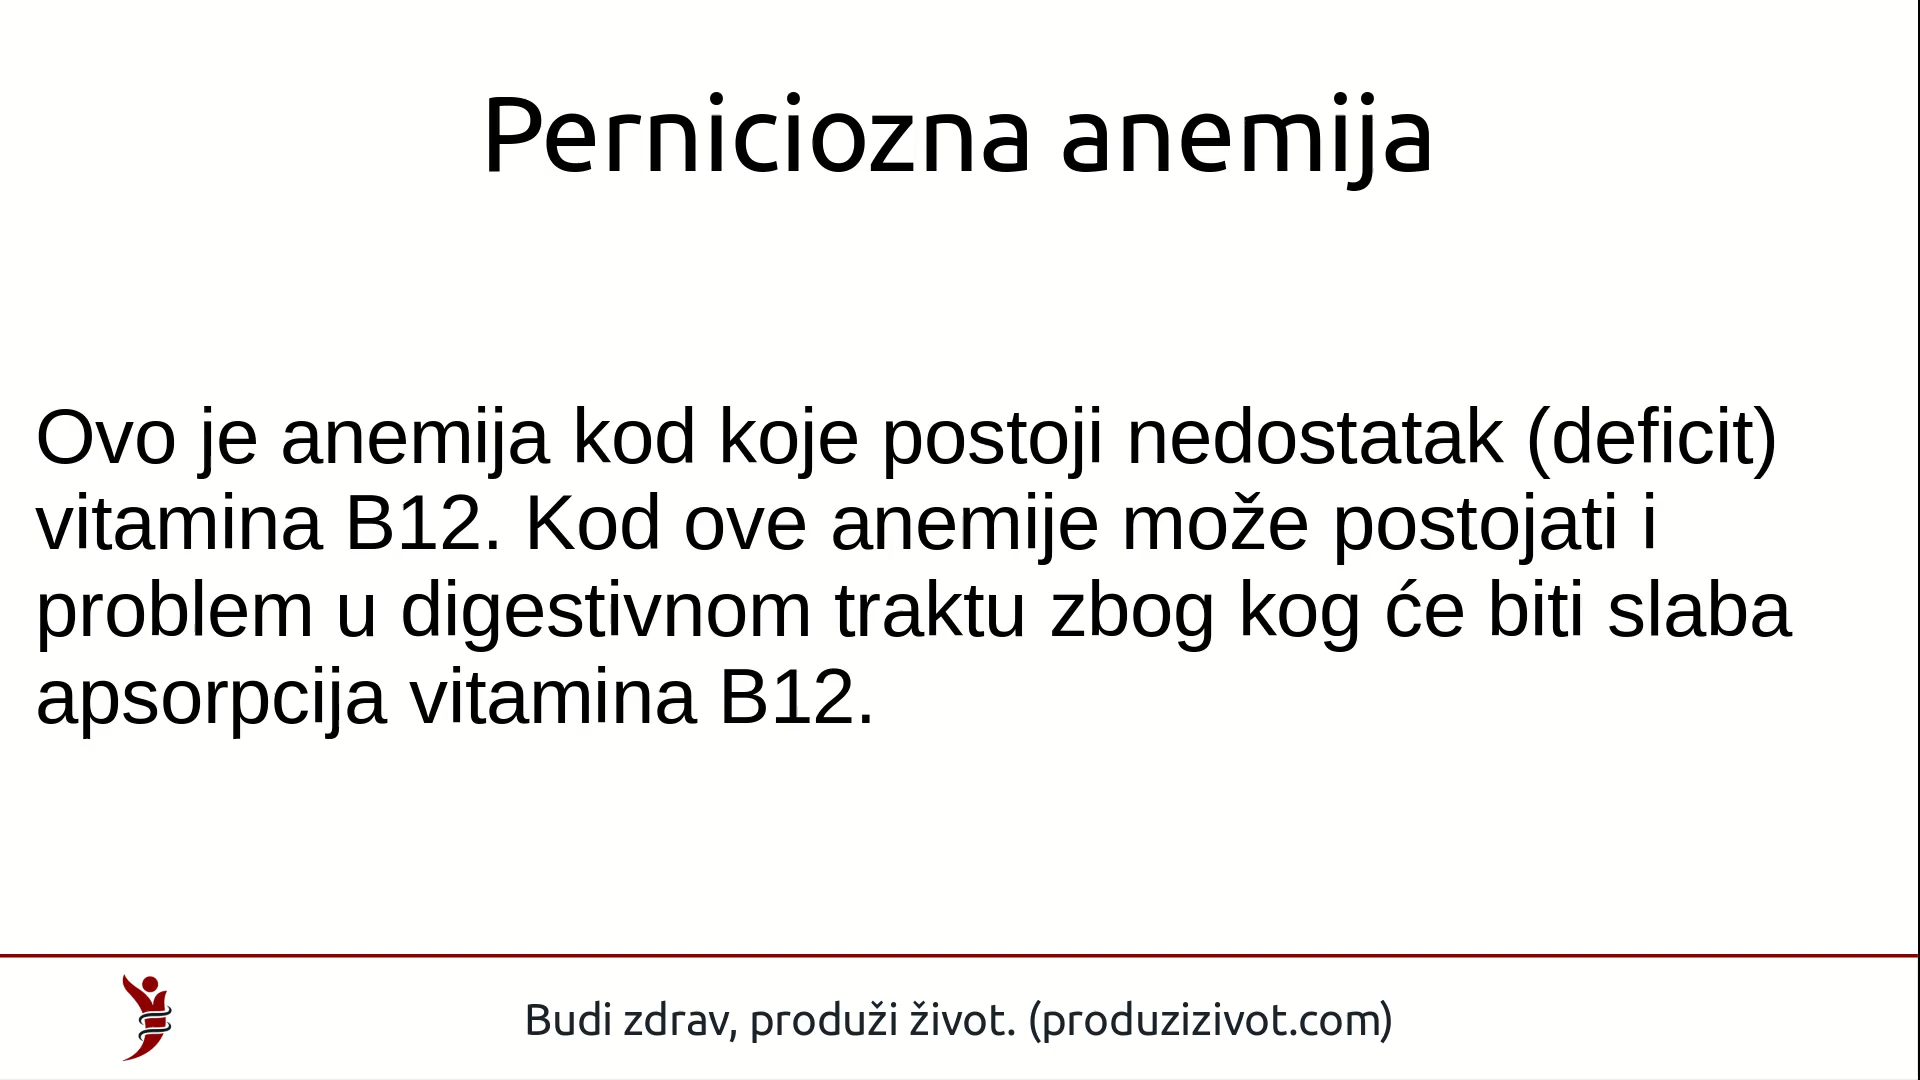 Perniciozna anemija
Ovo je anemija kod koje postoji nedostatak (deficit)
vitamina B12. Kod ove anemije može postojati i
problem u digestivnom traktu zbog kog će biti slaba
apsorpcija vitamina B12.
Budi zdrav, produži život. (produzizivot.com)